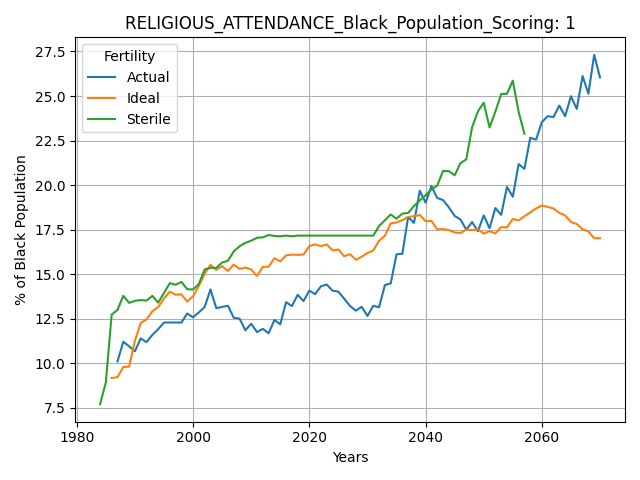 RELIGIOUS_ATTENDANCE_Black_Population_Scoring: 1
Fertility
Actual
Ideal
Sterile
% of Black Population
27.5
25.0
22.5
20.0
17.5
15.0
12.5
10.0
7.5
1980 2000 2020 2040 2060
Years